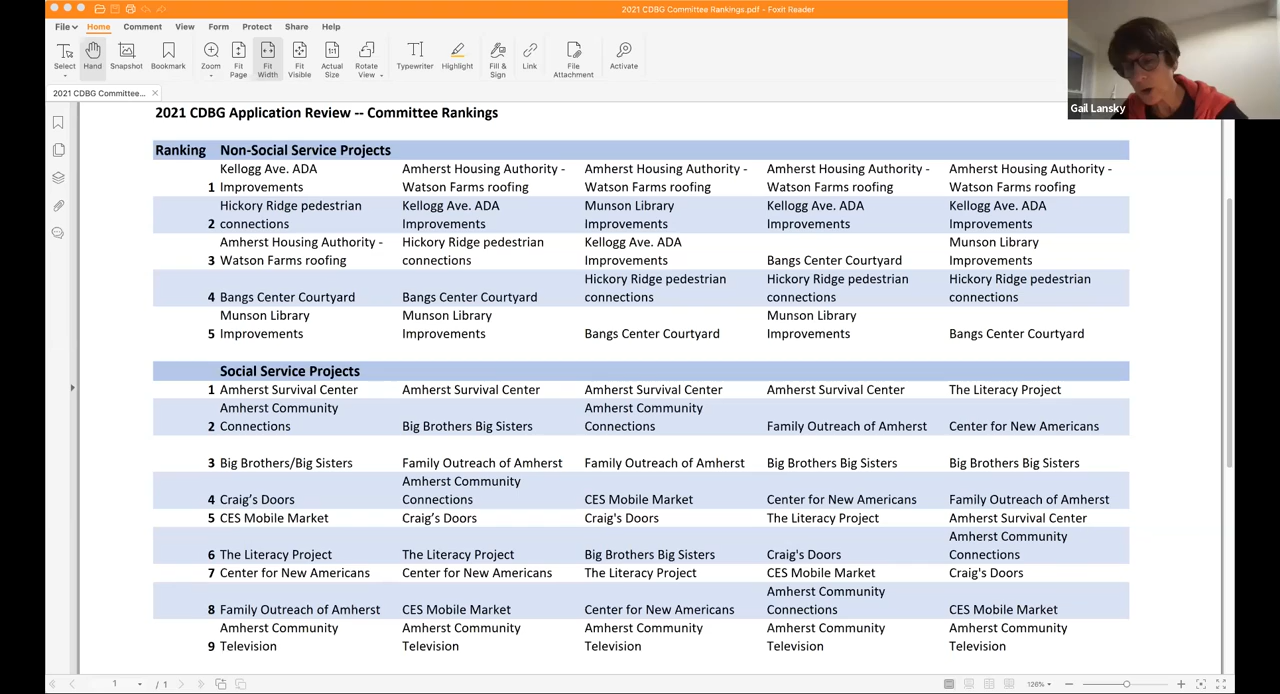 2021 CDBG Committee Rankings.pdf - Foxit Reader
File Home Comment View Form Protect Share Help
Select Hand Snapshot Bookmark Zoom Fit Page Fit Width Fit Visible Actual Size Rotate View Typewriter Highlight Fill & Sign Link File Attachment Activate
2021 CDBG Committee... ×
Gail Lansky
2021 CDBG Application Review -- Committee Rankings
Ranking Non-Social Service Projects
Kellogg Ave. ADA Amherst Housing Authority - Amherst Housing Authority - Amherst Housing Authority - Amherst Housing Authority -
1 Improvements Watson Farms roofing Watson Farms roofing Watson Farms roofing Watson Farms roofing
Hickory Ridge pedestrian Kellogg Ave. ADA Munson Library Kellogg Ave. ADA Kellogg Ave. ADA
2 connections Improvements Improvements Improvements Improvements
Amherst Housing Authority - Hickory Ridge pedestrian Kellogg Ave. ADA Munson Library
3 Watson Farms roofing connections Improvements Bangs Center Courtyard Improvements
Hickory Ridge pedestrian Hickory Ridge pedestrian Hickory Ridge pedestrian
4 Bangs Center Courtyard Bangs Center Courtyard connections connections connections
Munson Library Munson Library Munson Library
5 Improvements Improvements Bangs Center Courtyard Improvements Bangs Center Courtyard
Social Service Projects
1 Amherst Survival Center Amherst Survival Center Amherst Survival Center Amherst Survival Center The Literacy Project
Amherst Community Amherst Community
2 Connections Big Brothers Big Sisters Connections Family Outreach of Amherst Center for New Americans
3 Big Brothers/Big Sisters Family Outreach of Amherst Family Outreach of Amherst Big Brothers Big Sisters Big Brothers Big Sisters
Amherst Community
4 Craig’s Doors Connections CES Mobile Market Center for New Americans Family Outreach of Amherst
5 CES Mobile Market Craig’s Doors Craig's Doors The Literacy Project Amherst Survival Center
Amherst Community
6 The Literacy Project The Literacy Project Big Brothers Big Sisters Craig's Doors Connections
7 Center for New Americans Center for New Americans The Literacy Project CES Mobile Market Craig's Doors
Amherst Community
8 Family Outreach of Amherst CES Mobile Market Center for New Americans Connections CES Mobile Market
Amherst Community Amherst Community Amherst Community Amherst Community Amherst Community
9 Television Television Television Television Television
1 / 1 126%